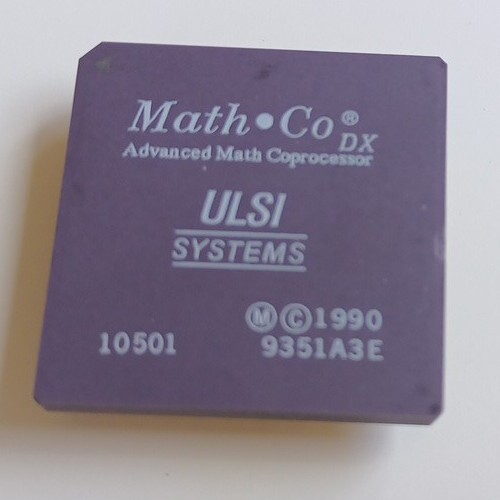 Math•Co® DX
Advanced Math Coprocessor
ULSI
SYSTEMS
Ⓜ©1990
10501 9351A3E